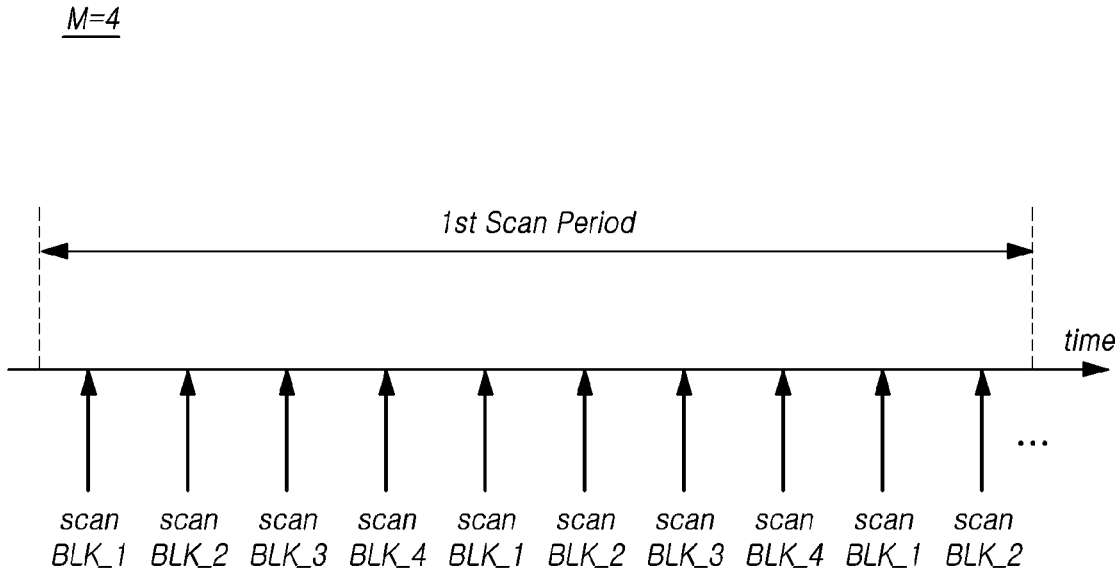 M=4
1st Scan Period
time
...
scan scan scan scan scan scan scan scan scan scan
BLK_1 BLK_2 BLK_3 BLK_4 BLK_1 BLK_2 BLK_3 BLK_4 BLK_1 BLK_2